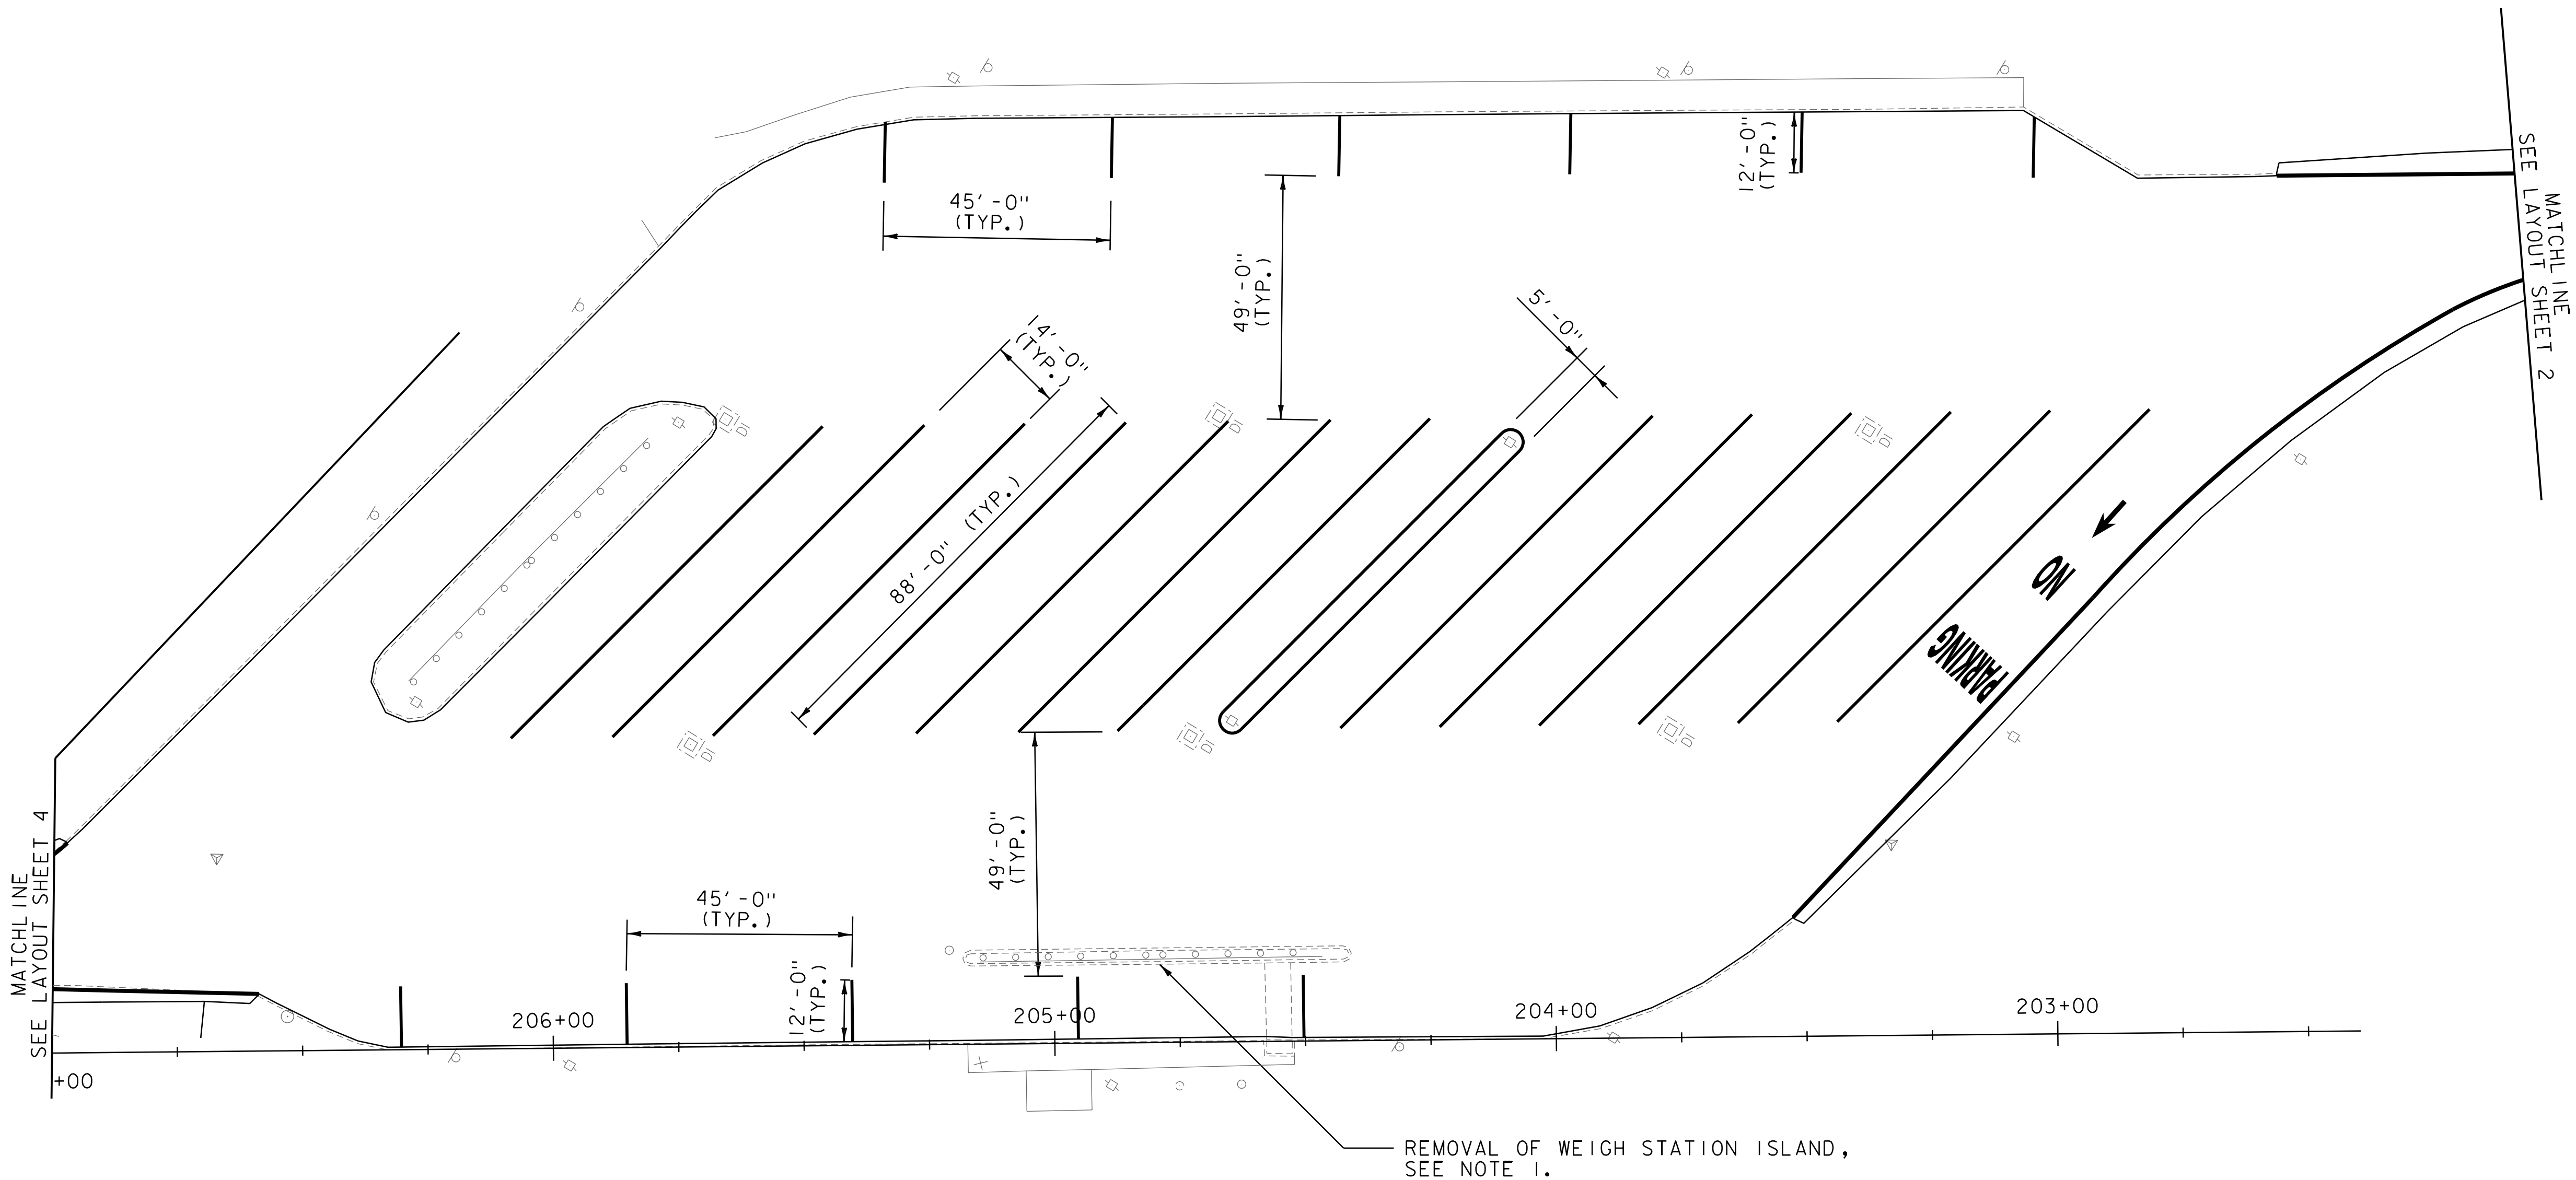 MATCHLINE
SEE LAYOUT SHEET 2
12'-0"
(TYP.)
45'-0"
(TYP.)
49'-0"
(TYP.)
14'-0"
(TYP.)
5'-0"
88'-0" (TYP.)
NO
PARKING
MATCHLINE
SEE LAYOUT SHEET 4
49'-0"
(TYP.)
45'-0"
(TYP.)
12'-0"
(TYP.)
206+00
205+00
204+00
203+00
+00
REMOVAL OF WEIGH STATION ISLAND,
SEE NOTE 1.